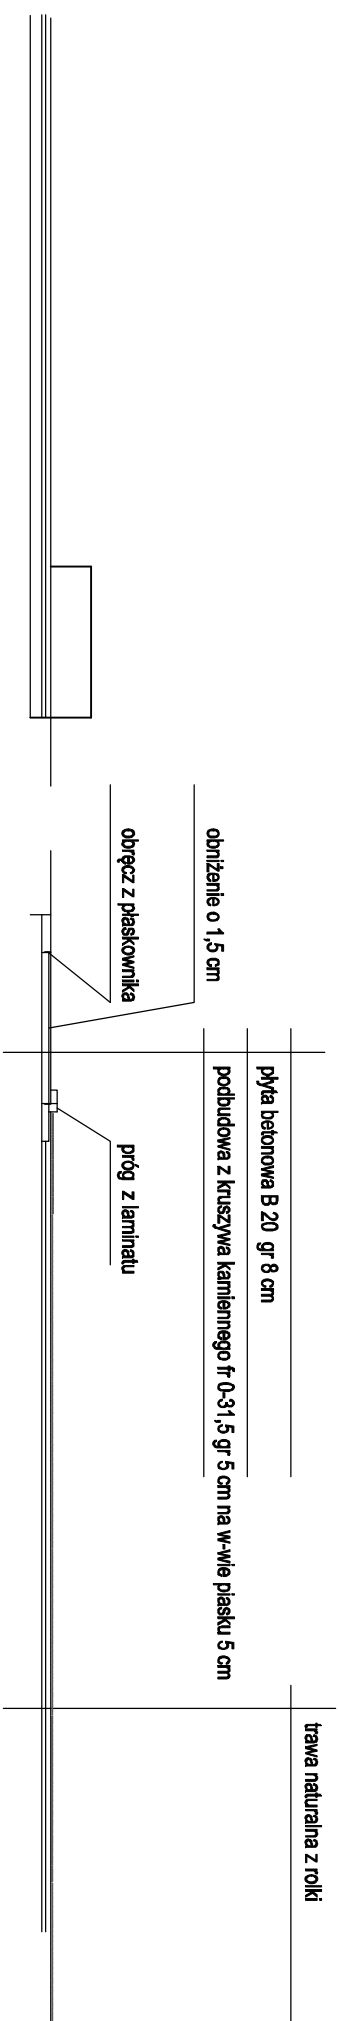 trawa naturalna z rolki
płyta betonowa B 20 gr 8 cm
podbudowa z kruszywa kamiennego fr 0-31,5 gr 5 cm na w-wie piasku 5 cm
obniżenie o 1,5 cm
obręcz z płaskownika
próg z laminatu